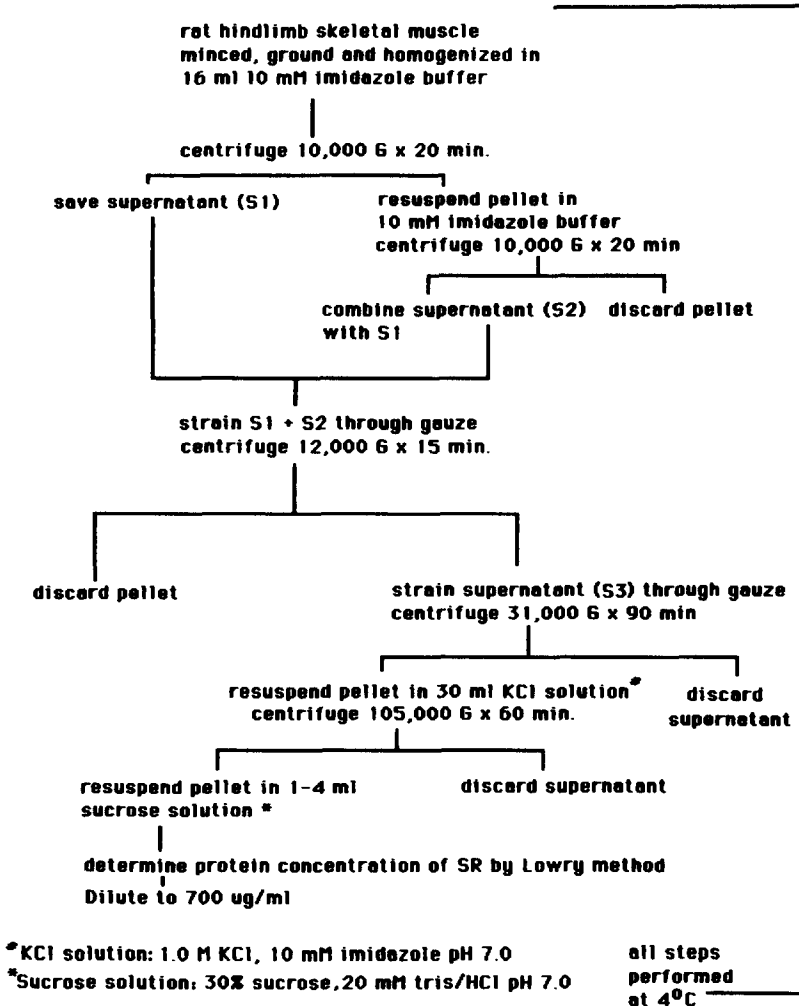 rat hindlimb skeletal muscle
minced, ground and homogenized in
16 ml 10 mM imidazole buffer
centrifuge 10,000 G x 20 min.
save supernatant (S1)
resuspend pellet in
10 mM imidazole buffer
centrifuge 10,000 G x 20 min
combine supernatant (S2)
with S1
discard pellet
strain S1 + S2 through gauze
centrifuge 12,000 G x 15 min.
discard pellet
strain supernatant (S3) through gauze
centrifuge 31,000 G x 90 min
resuspend pellet in 30 ml KCl solution#
centrifuge 105,000 G x 60 min.
discard
supernatant
resuspend pellet in 1-4 ml
sucrose solution *
discard supernatant
determine protein concentration of SR by Lowry method
Dilute to 700 ug/ml
#KCl solution: 1.0 M KCl, 10 mM imidazole pH 7.0
*Sucrose solution: 30% sucrose, 20 mM tris/HCl pH 7.0
all steps
performed
at 4°C